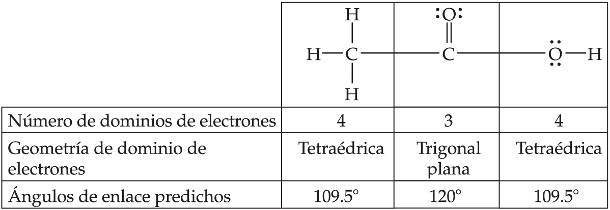 H :O:
H—C—C—O—H
H
Número de dominios de electrones 4 3 4
Geometría de dominio de electrones Tetraédrica Trigonal plana Tetraédrica
Ángulos de enlace predichos 109.5° 120° 109.5°